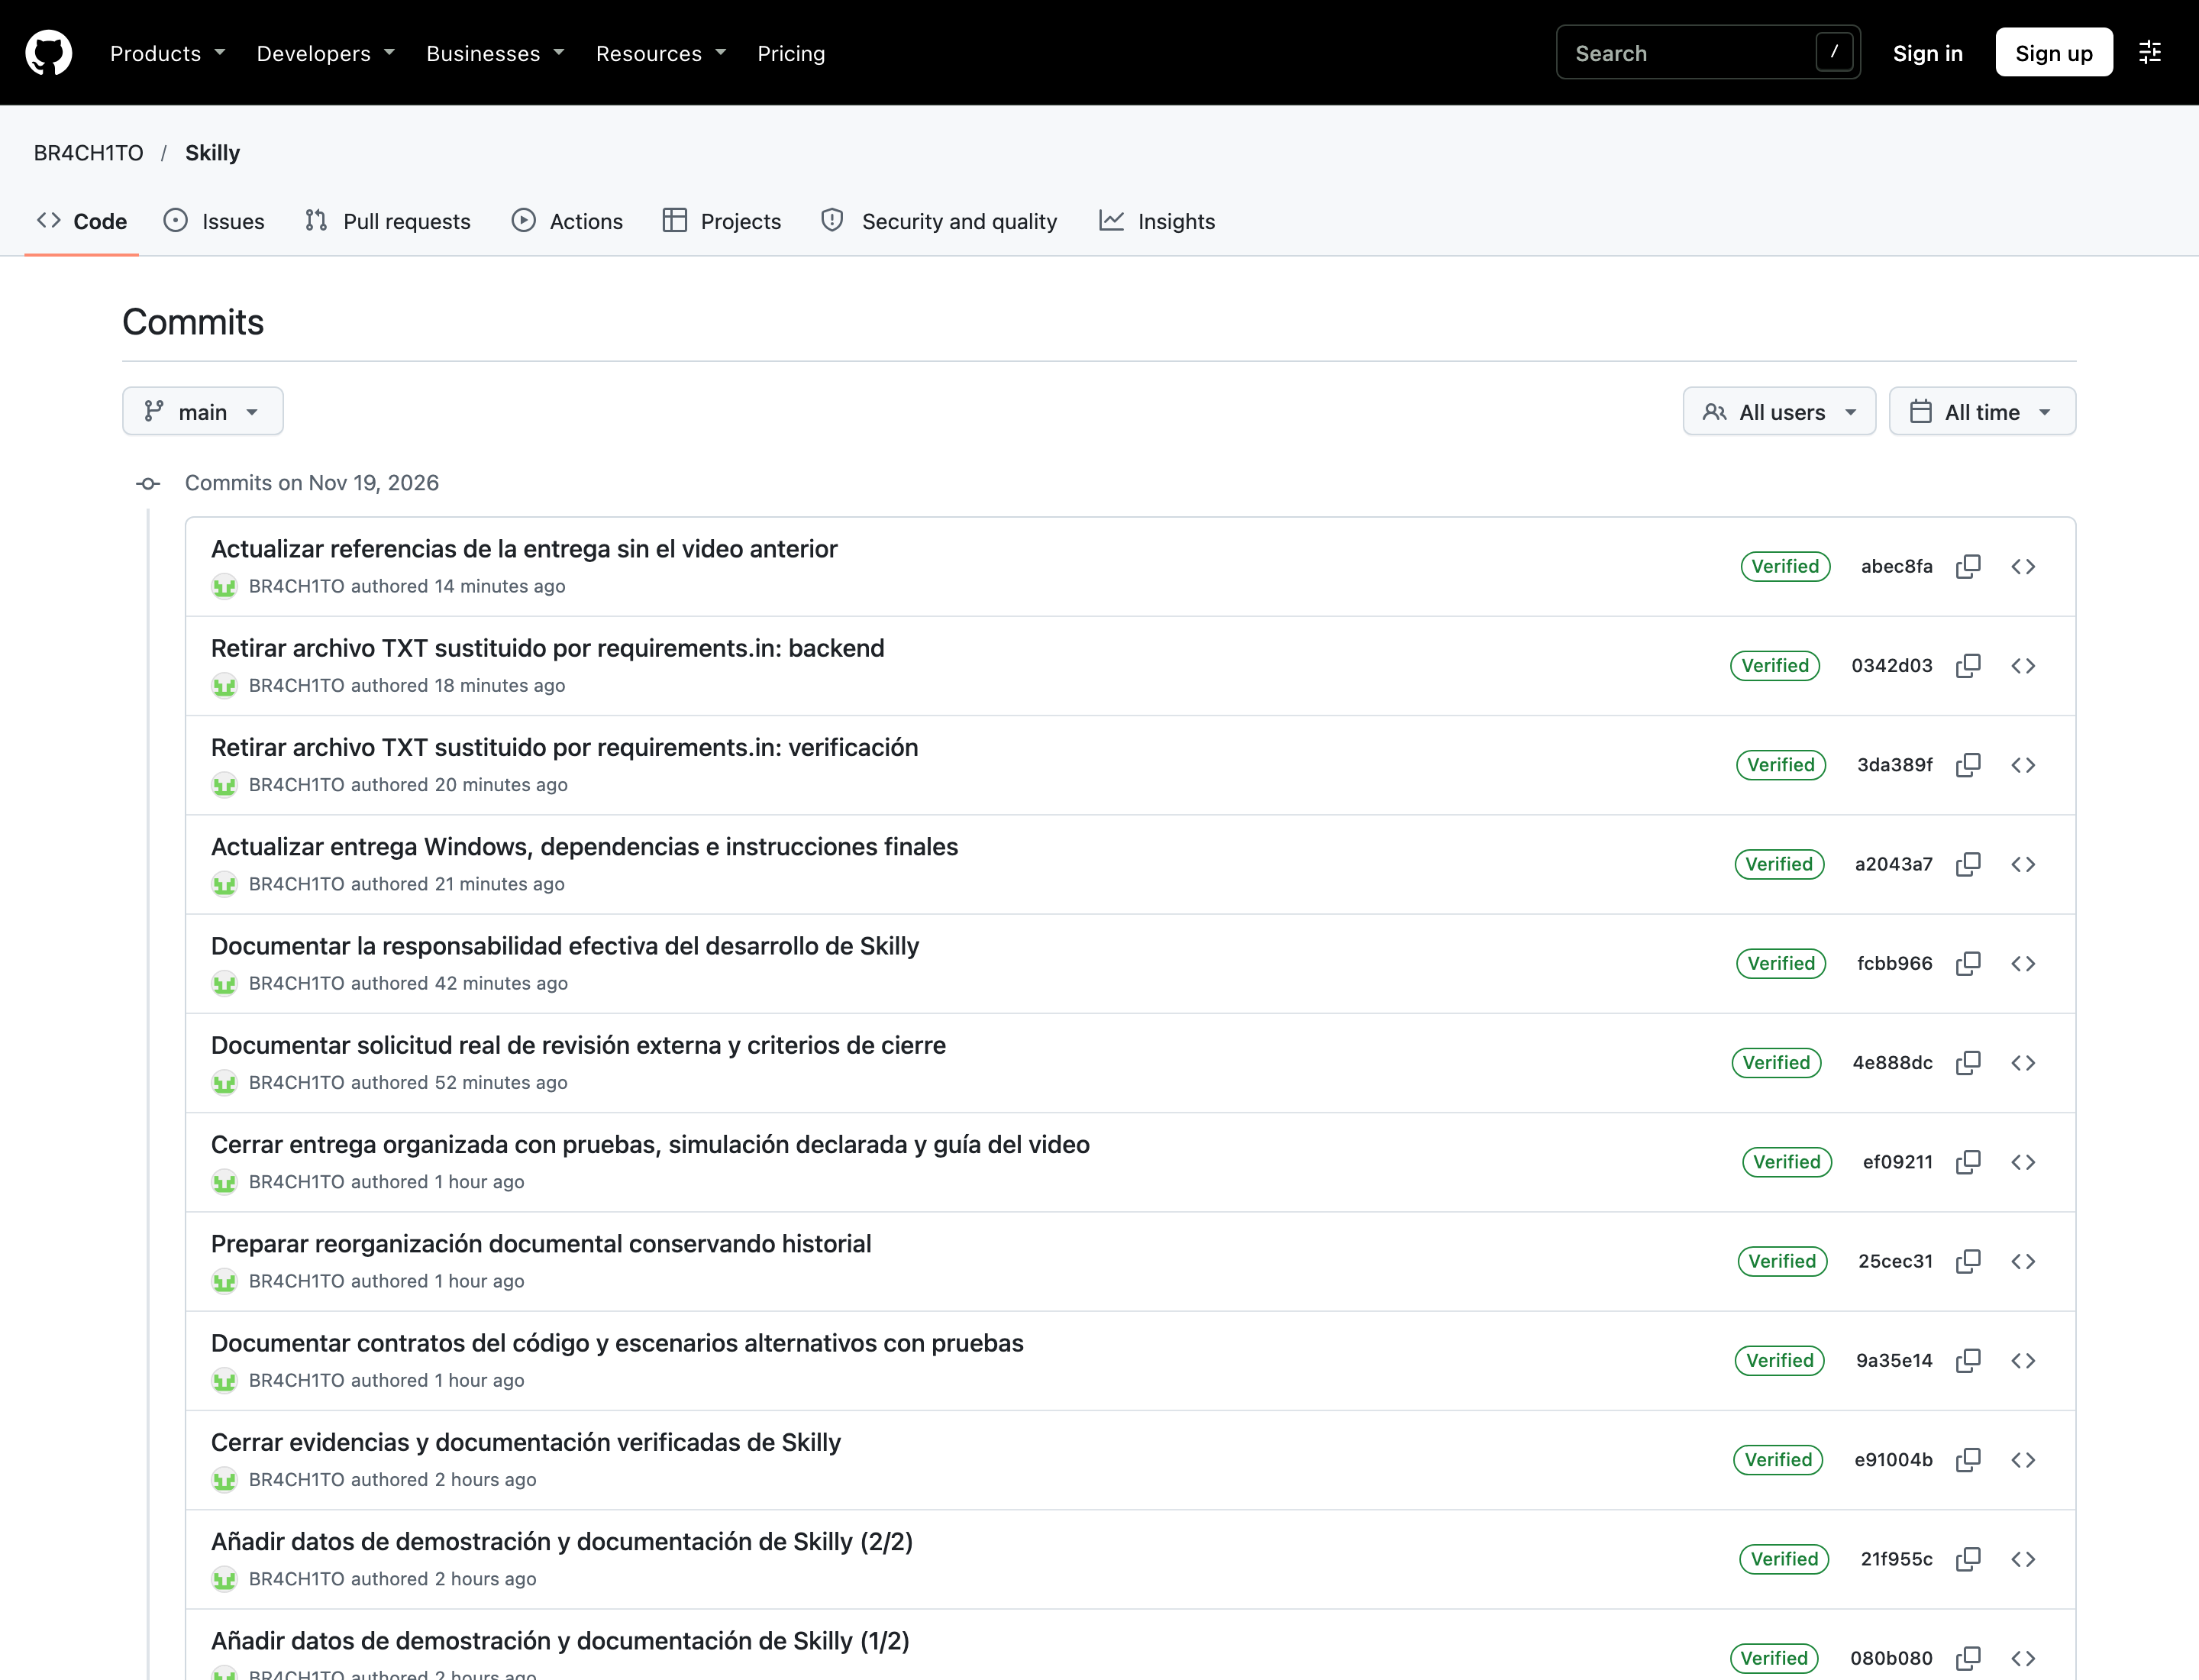 Products Developers Businesses Resources Pricing Search / Sign in Sign up
BR4CH1TO / Skilly
Code Issues Pull requests Actions Projects Security and quality Insights
Commits
main All users All time
Commits on Nov 19, 2026
Actualizar referencias de la entrega sin el video anterior
BR4CH1TO authored 14 minutes ago
Verified abec8fa
Retirar archivo TXT sustituido por requirements.in: backend
BR4CH1TO authored 18 minutes ago
Verified 0342d03
Retirar archivo TXT sustituido por requirements.in: verificación
BR4CH1TO authored 20 minutes ago
Verified 3da389f
Actualizar entrega Windows, dependencias e instrucciones finales
BR4CH1TO authored 21 minutes ago
Verified a2043a7
Documentar la responsabilidad efectiva del desarrollo de Skilly
BR4CH1TO authored 42 minutes ago
Verified fcbb966
Documentar solicitud real de revisión externa y criterios de cierre
BR4CH1TO authored 52 minutes ago
Verified 4e888dc
Cerrar entrega organizada con pruebas, simulación declarada y guía del video
BR4CH1TO authored 1 hour ago
Verified ef09211
Preparar reorganización documental conservando historial
BR4CH1TO authored 1 hour ago
Verified 25cec31
Documentar contratos del código y escenarios alternativos con pruebas
BR4CH1TO authored 1 hour ago
Verified 9a35e14
Cerrar evidencias y documentación verificadas de Skilly
BR4CH1TO authored 2 hours ago
Verified e91004b
Añadir datos de demostración y documentación de Skilly (2/2)
BR4CH1TO authored 2 hours ago
Verified 21f955c
Añadir datos de demostración y documentación de Skilly (1/2)
BR4CH1TO authored 2 hours ago
Verified 080b080